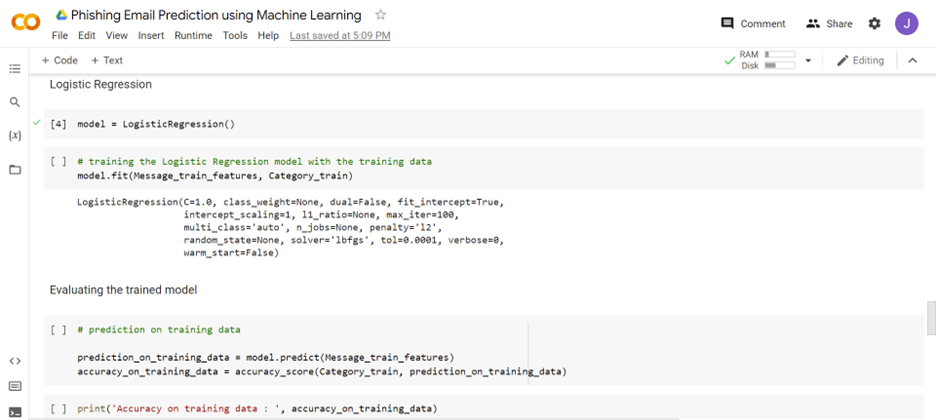 Phishing Email Prediction using Machine Learning
File Edit View Insert Runtime Tools Help Last saved at 5:09 PM
Comment Share J
+ Code + Text
RAM
Disk
Editing
Logistic Regression
[4] model = LogisticRegression()
{x}
[ ] # training the Logistic Regression model with the training data
model.fit(Message_train_features, Category_train)
LogisticRegression(C=1.0, class_weight=None, dual=False, fit_intercept=True,
intercept_scaling=1, l1_ratio=None, max_iter=100,
multi_class='auto', n_jobs=None, penalty='l2',
random_state=None, solver='lbfgs', tol=0.0001, verbose=0,
warm_start=False)
Evaluating the trained model
[ ] # prediction on training data
prediction_on_training_data = model.predict(Message_train_features)
accuracy_on_training_data = accuracy_score(Category_train, prediction_on_training_data)
[ ] print('Accuracy on training data : ', accuracy_on_training_data)